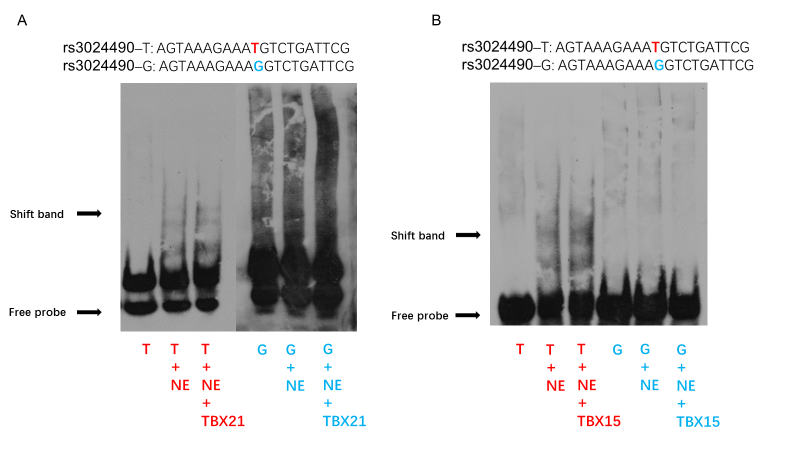 A
rs3024490–T: AGTAAAGAAATGTCTGATTCG
rs3024490–G: AGTAAAGAAAGGTCTGATTCG
Shift band
Free probe
T T T G G G
+ + + +
NE NE NE NE
+ +
TBX21 TBX21
B
rs3024490–T: AGTAAAGAAATGTCTGATTCG
rs3024490–G: AGTAAAGAAAGGTCTGATTCG
Shift band
Free probe
T T T G G G
+ + + +
NE NE NE NE
+ +
TBX15 TBX15